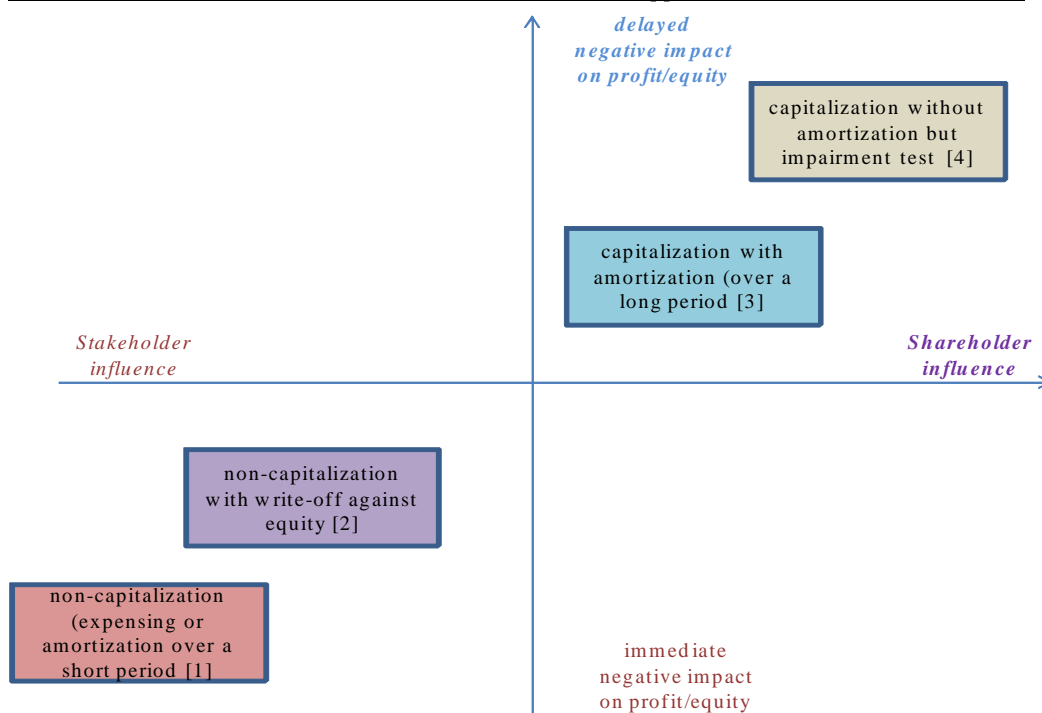 delayed
negative impact
on profit/equity
capitalization without
amortization but
impairment test [4]
capitalization with
amortization (over a
long period [3]
Stakeholder
influence
Shareholder
influence
non-capitalization
with write-off against
equity [2]
non-capitalization
(expensing or
amortization over a
short period [1]
immediate
negative impact
on profit/equity